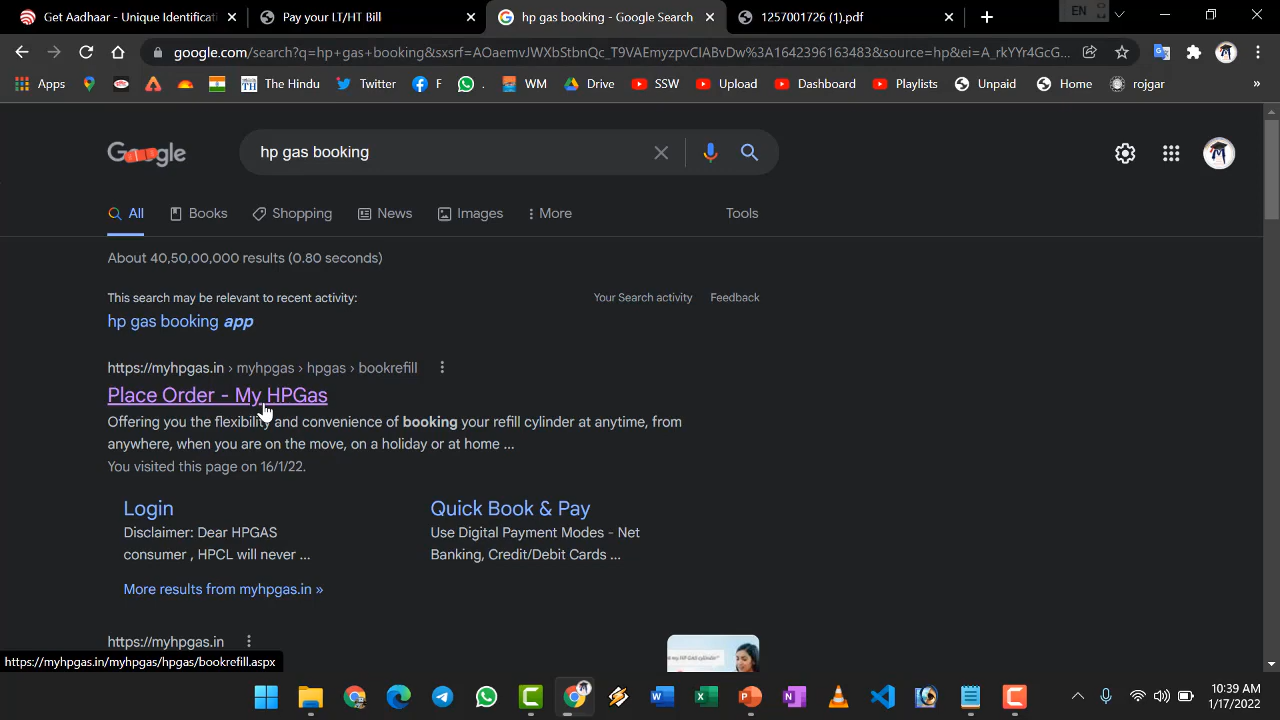 Get Aadhaar - Unique Identificati
Pay your LT/HT Bill
hp gas booking - Google Search
1257001726 (1).pdf
EN
google.com/search?q=hp+gas+booking&sxsrf=AOaemvJWXbStbnQc_T9VAEmyzpvCIABvDw%3A1642396163483&source=hp&ei=A_rkYYr4GcG...
Apps
The Hindu
Twitter
F
.
WM
Drive
SSW
Upload
Dashboard
Playlists
Unpaid
Home
rojgar
»
Google
hp gas booking
All
Books
Shopping
News
Images
More
Tools
About 40,50,00,000 results (0.80 seconds)
This search may be relevant to recent activity:
Your Search activity
Feedback
hp gas booking app
https://myhpgas.in › myhpgas › hpgas › bookrefill
Place Order - My HPGas
Offering you the flexibility and convenience of booking your refill cylinder at anytime, from
anywhere, when you are on the move, on a holiday or at home ...
You visited this page on 16/1/22.
Login
Quick Book & Pay
Disclaimer: Dear HPGAS
consumer , HPCL will never ...
Use Digital Payment Modes - Net
Banking, Credit/Debit Cards ...
More results from myhpgas.in »
https://myhpgas.in
https://myhpgas.in/myhpgas/hpgas/bookrefill.aspx
10:39 AM
1/17/2022